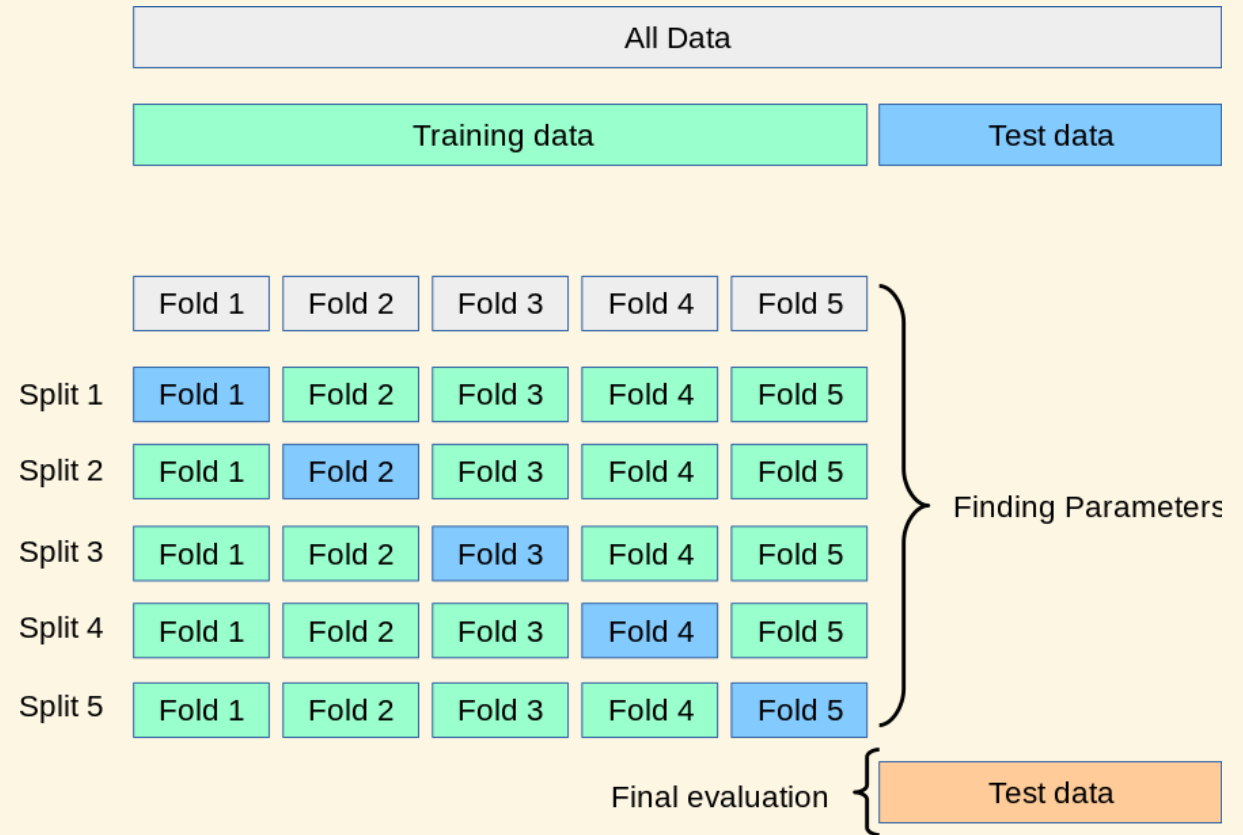 All Data
Training data Test data
Fold 1 Fold 2 Fold 3 Fold 4 Fold 5
Split 1 Fold 1 Fold 2 Fold 3 Fold 4 Fold 5
Split 2 Fold 1 Fold 2 Fold 3 Fold 4 Fold 5
Finding Parameters
Split 3 Fold 1 Fold 2 Fold 3 Fold 4 Fold 5
Split 4 Fold 1 Fold 2 Fold 3 Fold 4 Fold 5
Split 5 Fold 1 Fold 2 Fold 3 Fold 4 Fold 5
Final evaluation Test data